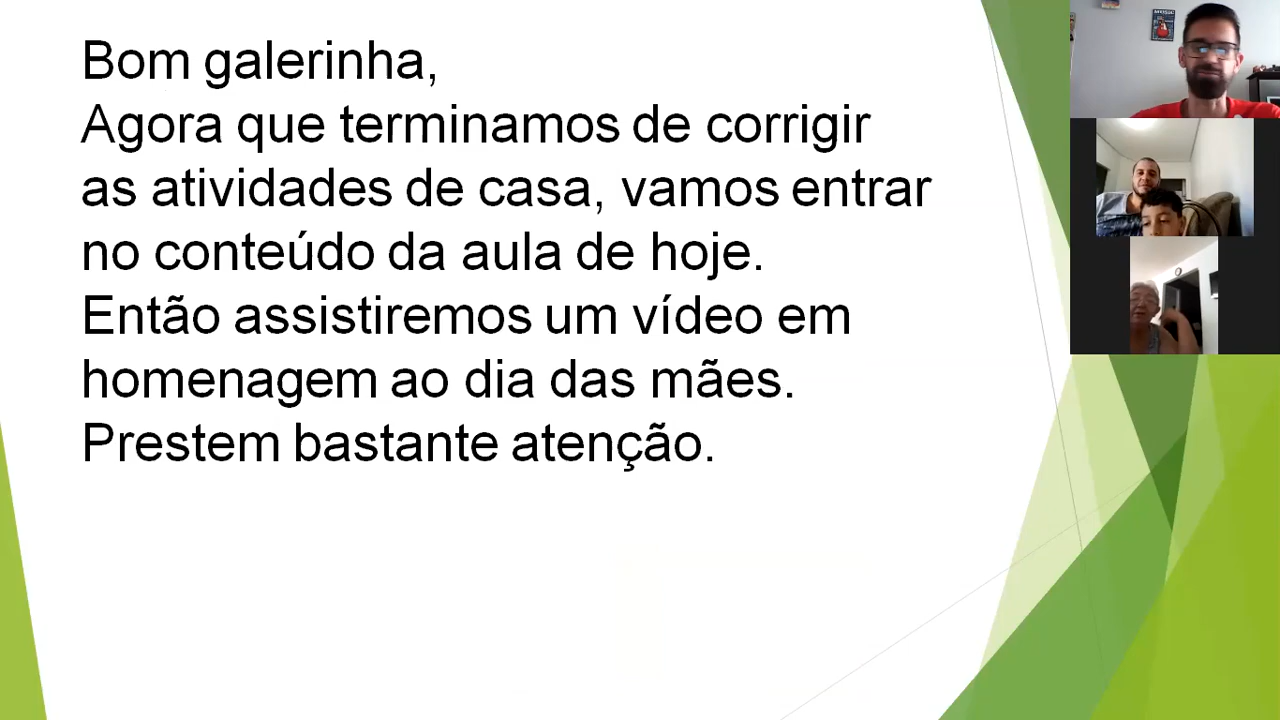 Bom galerinha,
Agora que terminamos de corrigir
as atividades de casa, vamos entrar
no conteúdo da aula de hoje.
Então assistiremos um vídeo em
homenagem ao dia das mães.
Prestem bastante atenção.